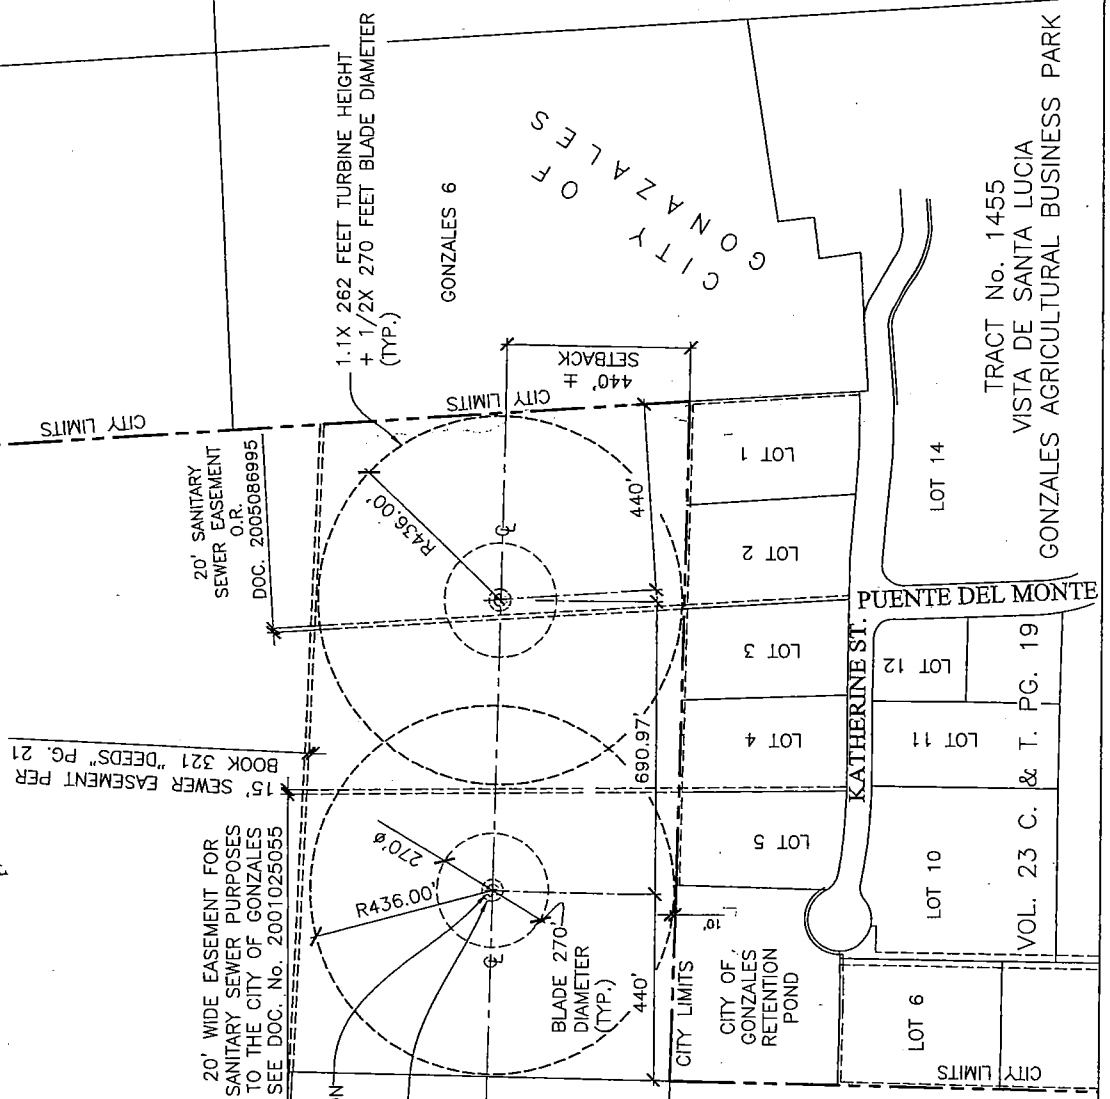 1.1X 262 FEET TURBINE HEIGHT
+ 1/2X 270 FEET BLADE DIAMETER
(TYP.)
GONZALES 6
CITY OF
GONAZALES
CITY LIMITS
CITY LIMITS
440' ±
SETBACK
20' SANITARY
SEWER EASEMENT
O.R.
DOC. 2005086995
R436.00'
℄
440'
15' SEWER EASEMENT PER
BOOK 321 "DEEDS" PG. 21
20' WIDE EASEMENT FOR
SANITARY SEWER PURPOSES
TO THE CITY OF GONZALES
SEE DOC. No. 2001025055
270'ø
R436.00'
℄
BLADE 270'
DIAMETER
(TYP.)
690.97'
440'
10'
CITY LIMITS
CITY OF
GONZALES
RETENTION
POND
LOT 1
LOT 2
LOT 3
LOT 4
LOT 5
LOT 6
LOT 10
LOT 11
LOT 12
LOT 14
KATHERINE ST.
PUENTE DEL MONTE
TRACT No. 1455
VISTA DE SANTA LUCIA
GONZALES AGRICULTURAL BUSINESS PARK
VOL. 23 C. & T. PG. 19
CITY LIMITS